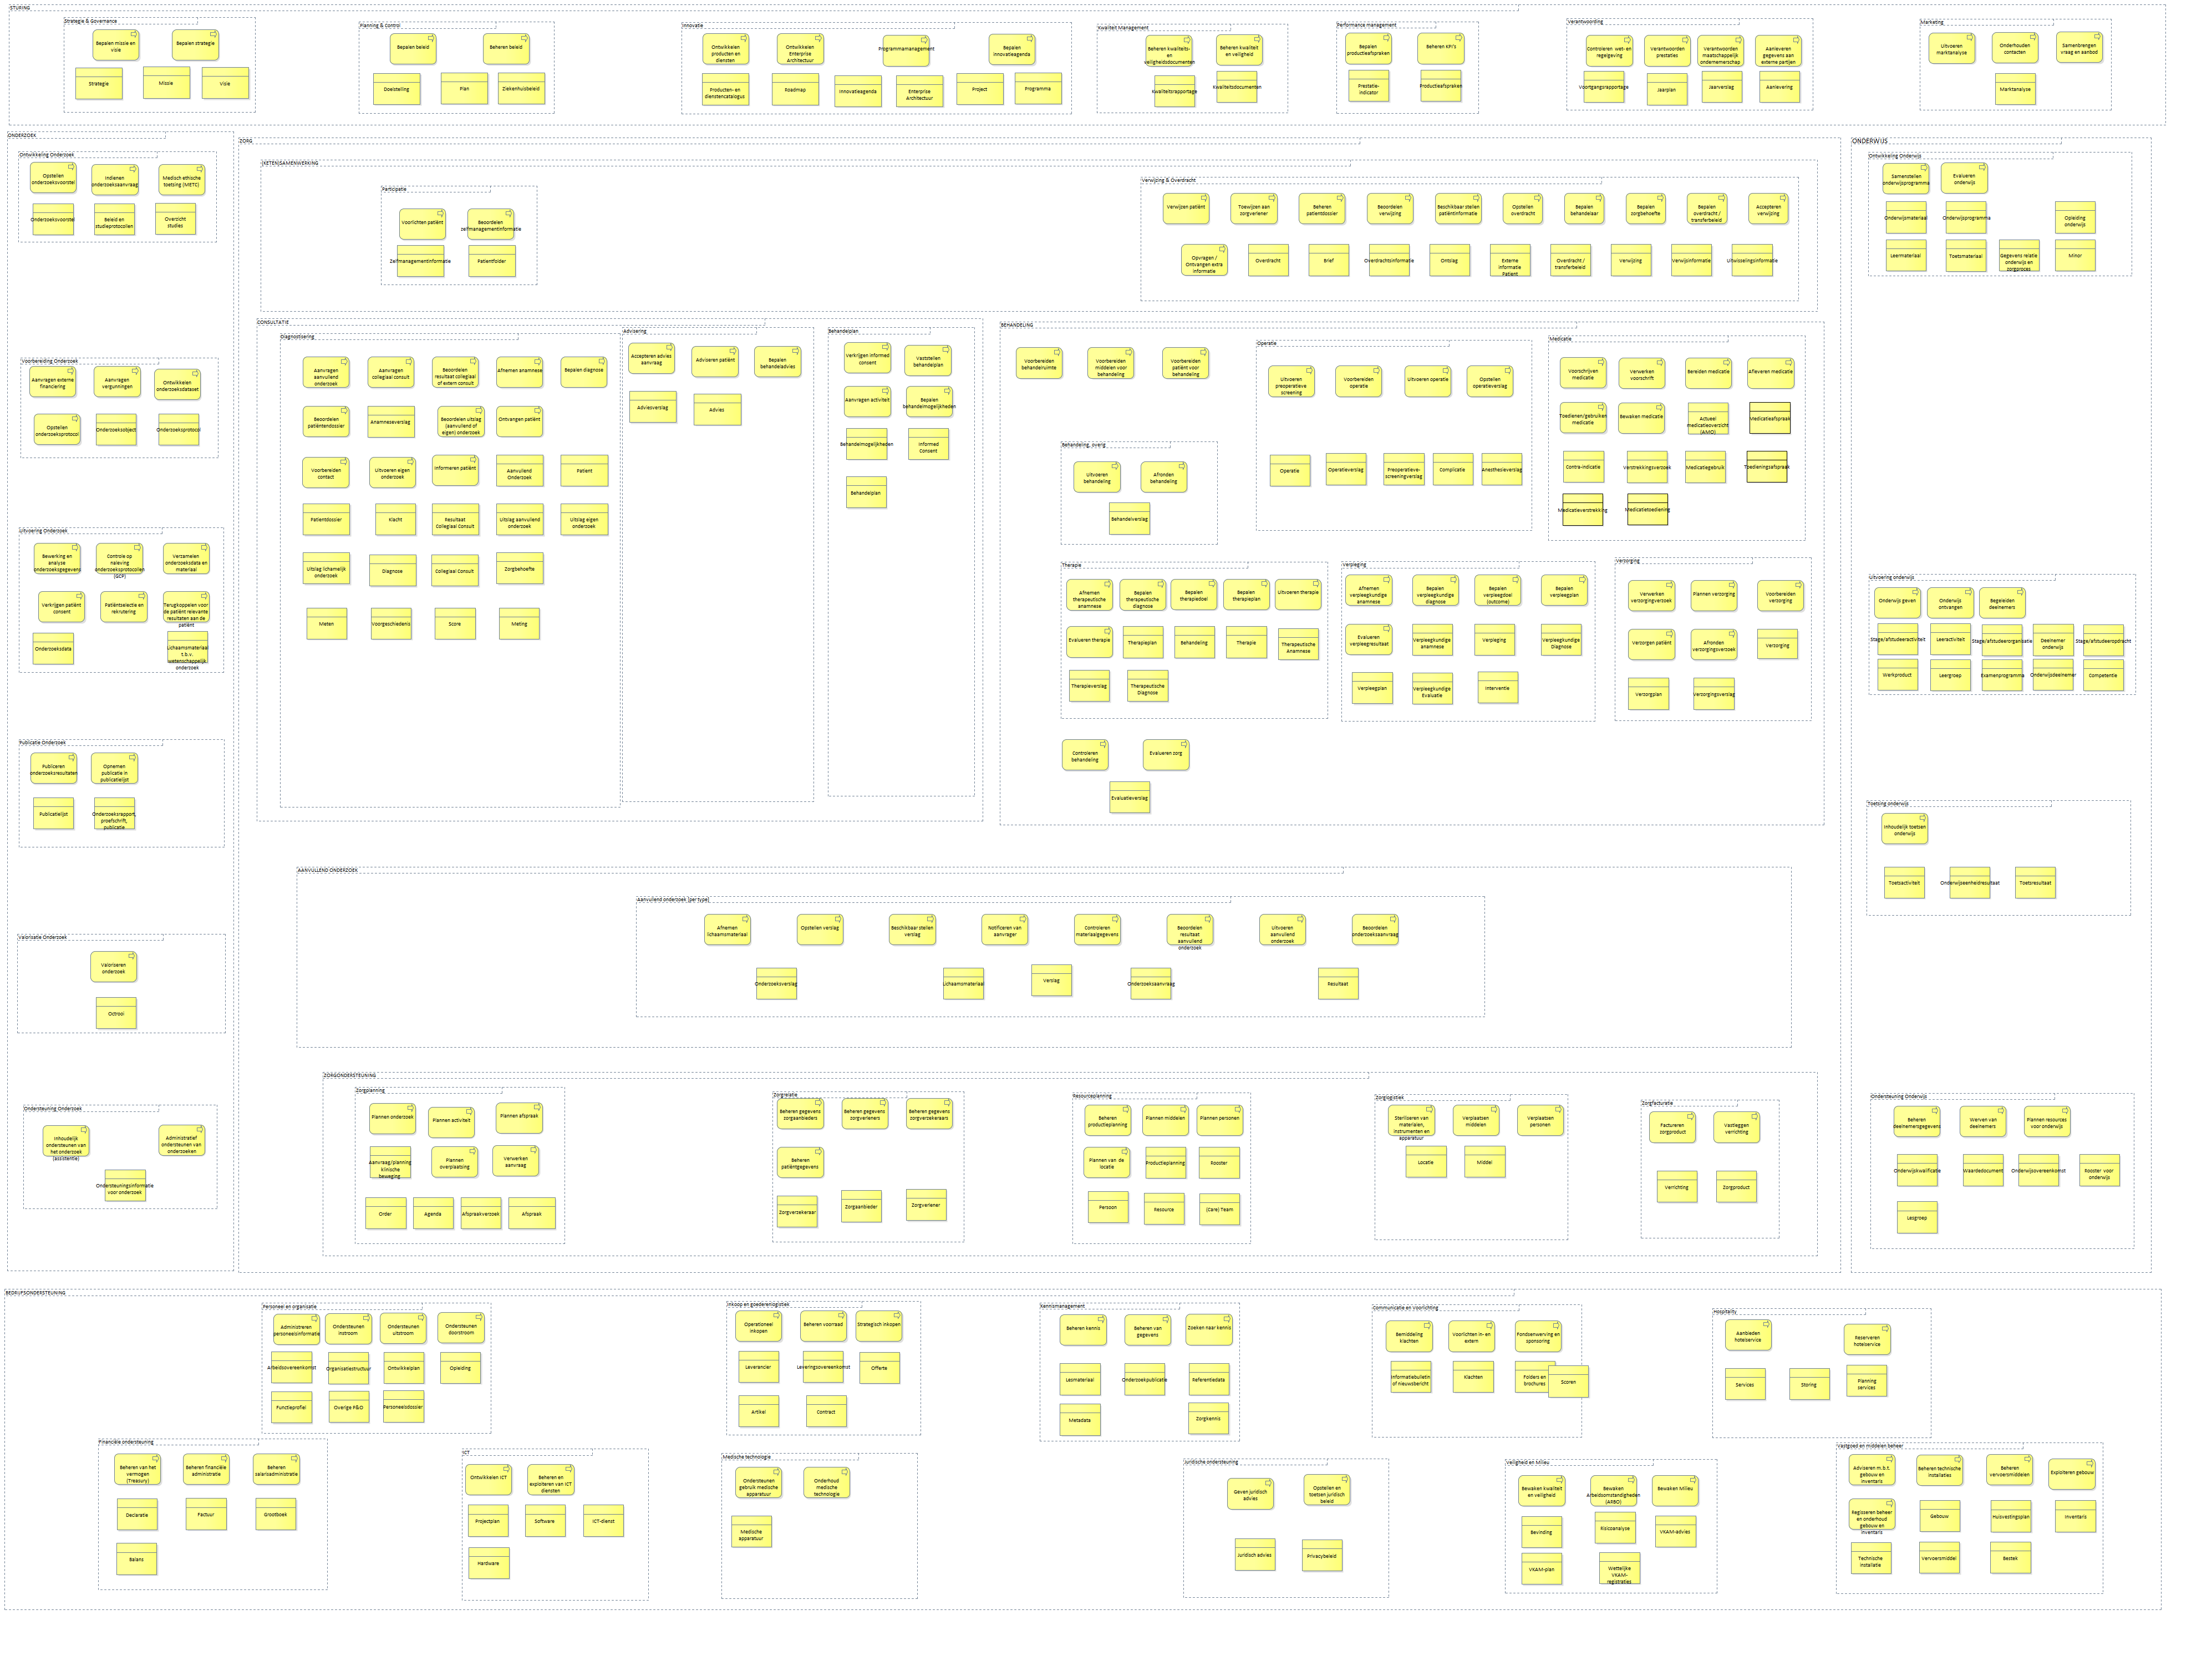 STURING
Strategie & Governance
Bepalen missie en
visie
Bepalen strategie
Strategie
Missie
Visie
Planning & Control
Bepalen beleid
Beheren beleid
Doelstelling
Plan
Ziekenhuisbeleid
Innovatie
Ontwikkelen
producten en
diensten
Ontwikkelen
Enterprise
Architectuur
Programmamanagement
Bepalen
innovatieagenda
Producten- en
dienstencatalogus
Roadmap
Innovatieagenda
Enterprise
Architectuur
Project
Programma
Kwaliteit Management
Beheren kwaliteits-
en
veiligheidsdocumenten
Beheren kwaliteit
en veiligheid
Kwaliteitsrapportage
Kwaliteitsdocumenten
Performance management
Bepalen
productieafspraken
Beheren KPI's
Prestatie-
indicator
Productieafspraken
Verantwoording
Controleren wet- en
regelgeving
Verantwoorden
prestaties
Verantwoorden
maatschappelijk
ondernemerschap
Aanleveren
gegevens aan
externe partijen
Voortgangsrapportage
Jaarplan
Jaarverslag
Aanlevering
Marketing
Uitvoeren
marktanalyse
Onderhouden
contacten
Samenbrengen
vraag en aanbod
Marktanalyse
ONDERZOEK
Ontwikkeling Onderzoek
Opstellen
onderzoeksvoorstel
Indienen
onderzoeksaanvraag
Medisch ethische
toetsing (METC)
Onderzoeksvoorstel
Beleid en
studieprotocollen
Overzicht
studies
Voorbereiding Onderzoek
Aanvragen externe
financiering
Aanvragen
vergunningen
Ontwikkelen
onderzoeksdataset
Opstellen
onderzoeksprotocol
Onderzoeksobject
Onderzoeksprotocol
Uitvoering Onderzoek
Bewerking en
analyse
onderzoeksgegevens
Controle op
naleving
onderzoeksprotocollen
(GCP)
Verzamelen
onderzoeksdata en
materiaal
Verkrijgen patiënt
consent
Patiëntselectie en
rekrutering
Terugkoppelen voor
de patiënt relevante
resultaten aan de
patiënt
Onderzoeksdata
Lichaamsmateriaal
t.b.v.
wetenschappelijk
onderzoek
Publicatie Onderzoek
Publiceren
onderzoeksresultaten
Opnemen
publicatie in
publicatielijst
Publicatielijst
Onderzoeksrapport,
proefschrift,
publicatie
Valorisatie Onderzoek
Valoriseren
onderzoek
Octrooi
Ondersteuning Onderzoek
Inhoudelijk
ondersteunen van
het onderzoek
(assistentie)
Administratief
ondersteunen van
onderzoeken
Ondersteuningsinformatie
voor onderzoek
ZORG
(KETEN)SAMENWERKING
Participatie
Voorlichten patiënt
Beoordelen
zelfmanagementinformatie
Zelfmanagementinformatie
Patientfolder
Verwijzing & Overdracht
Verwijzen patiënt
Toewijzen aan
zorgverlener
Beheren
patientdossier
Beoordelen
verwijzing
Beschikbaar stellen
patiëntinformatie
Opstellen
overdracht
Bepalen
behandelaar
Bepalen
zorgbehoefte
Bepalen
overdracht /
transferbeleid
Accepteren
verwijzing
Opvragen /
Ontvangen extra
informatie
Overdracht
Brief
Overdrachtsinformatie
Ontslag
Externe
Informatie
Patient
Overdracht /
transferbeleid
Verwijzing
Verwijsinformatie
Uitwisselingsinformatie
CONSULTATIE
Diagnostisering
Aanvragen
aanvullend
onderzoek
Aanvragen
collegiaal consult
Beoordelen
resultaat collegiaal
of extern consult
Afnemen anamnese
Bepalen diagnose
Beoordelen
patiëntendossier
Anamneseverslag
Beoordelen uitslag
(aanvullend of
eigen) onderzoek
Ontvangen patiënt
Voorbereiden
contact
Uitvoeren eigen
onderzoek
Informeren patiënt
Aanvullend
Onderzoek
Patient
Patientdossier
Klacht
Resultaat
Collegiaal Consult
Uitslag aanvullend
onderzoek
Uitslag eigen
onderzoek
Uitslag lichamelijk
onderzoek
Diagnose
Collegiaal Consult
Zorgbehoefte
Meten
Voorgeschiedenis
Score
Meting
Advisering
Accepteren advies
aanvraag
Adviseren patiënt
Bepalen
behandeladvies
Adviesverslag
Advies
Behandelplan
Verkrijgen informed
consent
Vaststellen
behandelplan
Aanvragen activiteit
Bepalen
behandelmogelijkheden
Behandelmogelijkheden
Informed
Consent
Behandelplan
BEHANDELING
Voorbereiden
behandelruimte
Voorbereiden
middelen voor
behandeling
Voorbereiden
patiënt voor
behandeling
Operatie
Uitvoeren
preoperatieve
screening
Voorbereiden
operatie
Uitvoeren operatie
Opstellen
operatieverslag
Operatie
Operatieverslag
Preoperatieve-
screeningverslag
Complicatie
Anesthesieverslag
Medicatie
Voorschrijven
medicatie
Verwerken
voorschrift
Bereiden medicatie
Afleveren medicatie
Toedienen/gebruiken
medicatie
Bewaken medicatie
Actueel
medicatieoverzicht
(AMO)
Medicatieafspraak
Contra-indicatie
Verstrekkingsverzoek
Medicatiegebruik
Toedieningsafspraak
Medicatieverstrekking
Medicatietoediening
Behandeling, overig
Uitvoeren
behandeling
Afronden
behandeling
Behandelverslag
Therapie
Afnemen
therapeutische
anamnese
Bepalen
therapeutische
diagnose
Bepalen
therapiedoel
Bepalen
therapieplan
Uitvoeren therapie
Evalueren therapie
Therapieplan
Behandeling
Therapie
Therapeutische
Anamnese
Therapieverslag
Therapeutische
Diagnose
Verpleging
Afnemen
verpleegkundige
anamnese
Bepalen
verpleegkundige
diagnose
Bepalen
verpleegdoel
(outcome)
Bepalen
verpleegplan
Evalueren
verpleegresultaat
Verpleegkundige
anamnese
Verpleging
Verpleegkundige
Diagnose
Verpleegplan
Verpleegkundige
Evaluatie
Interventie
Verzorging
Verwerken
verzorgingverzoek
Plannen verzorging
Voorbereiden
verzorging
Verzorgen patiënt
Afronden
verzorgingsverzoek
Verzorging
Verzorgplan
Verzorgingsverslag
Controleren
behandeling
Evalueren zorg
Evaluatieverslag
AANVULLEND ONDERZOEK
Aanvullend onderzoek [per type]
Afnemen
lichaamsmateriaal
Opstellen verslag
Beschikbaar stellen
verslag
Notificeren van
aanvrager
Controleren
materiaalgegevens
Beoordelen
resultaat
aanvullend
onderzoek
Uitvoeren
aanvullend
onderzoek
Beoordelen
onderzoeksaanvraag
Onderzoeksverslag
Lichaamsmateriaal
Verslag
Onderzoeksaanvraag
Resultaat
ZORGONDERSTEUNING
Zorgplanning
Plannen onderzoek
Plannen activiteit
Plannen afspraak
Aanvraag/planning
klinische
beweging
Plannen
overplaatsing
Verwerken
aanvraag
Order
Agenda
Afspraakverzoek
Afspraak
Zorgrelatie
Beheren gegevens
zorgaanbieders
Beheren gegevens
zorgverleners
Beheren gegevens
zorgverzekeraars
Beheren
patiëntgegevens
Zorgverzekeraar
Zorgaanbieder
Zorgverlener
Resourceplanning
Beheren
productieplanning
Plannen middelen
Plannen personen
Plannen van de
locatie
Productieplanning
Rooster
Persoon
Resource
(Care) Team
Zorglogistiek
Steriliseren van
materialen,
instrumenten en
apparatuur
Verplaatsen
middelen
Verplaatsen
personen
Locatie
Middel
Zorgfacturatie
Factureren
zorgproduct
Vastleggen
verrichting
Verrichting
Zorgproduct
ONDERWIJS
Ontwikkeling Onderwijs
Samenstellen
onderwijsprogramma
Evalueren
onderwijs
Onderwijsmateriaal
Onderwijsprogramma
Opleiding
onderwijs
Leermateriaal
Toetsmateriaal
Gegevens relatie
onderwijs en
zorgproces
Minor
Uitvoering onderwijs
Onderwijs geven
Onderwijs
ontvangen
Begeleiden
deelnemers
Stage/afstudeeractiviteit
Leeractiviteit
Stage/afstudeerorganisatie
Deelnemer
onderwijs
Stage/afstudeeropdracht
Werkproduct
Leergroep
Examenprogramma
Onderwijsdeelnemer
Competentie
Toetsing onderwijs
Inhoudelijk toetsen
onderwijs
Toetsactiviteit
Onderwijseenheidresultaat
Toetsresultaat
Ondersteuning Onderwijs
Beheren
deelnemersgegevens
Werven van
deelnemers
Plannen resources
voor onderwijs
Onderwijskwalificatie
Waardedocument
Onderwijsovereenkomst
Rooster voor
onderwijs
Lesgroep
BEDRIJFSONDERSTEUNING
Personeel en organisatie
Administreren
personeelsinformatie
Ondersteunen
instroom
Ondersteunen
uitstroom
Ondersteunen
doorstroom
Arbeidsovereenkomst
Organisatiestructuur
Ontwikkelplan
Opleiding
Functieprofiel
Overige P&O
Personeelsdossier
Inkoop en goederenlogistiek
Operationeel
inkopen
Beheren voorraad
Strategisch inkopen
Leverancier
Leveringsovereenkomst
Offerte
Artikel
Contract
Kennismanagement
Beheren kennis
Beheren van
gegevens
Zoeken naar kennis
Lesmateriaal
Onderzoekpublicatie
Referentiedata
Metadata
Zorgkennis
Communicatie en Voorlichting
Bemiddeling
klachten
Voorlichten in- en
extern
Fondsenwerving en
sponsoring
Informatiebulletin
of nieuwsbericht
Klachten
Folders en
brochures
Scoren
Hospitality
Aanbieden
hotelservice
Reserveren
hotelservice
Services
Storing
Planning
services
Financiële ondersteuning
Beheren van het
vermogen
(Treasury)
Beheren financiële
administratie
Beheren
salarisadministratie
Declaratie
Factuur
Grootboek
Balans
ICT
Ontwikkelen ICT
Beheren en
exploiteren van ICT
diensten
Projectplan
Software
ICT-dienst
Hardware
Medische technologie
Ondersteunen
gebruik medische
apparatuur
Onderhoud
medische
technologie
Medische
apparatuur
Juridische ondersteuning
Geven juridisch
advies
Opstellen en
toetsen juridisch
beleid
Juridisch advies
Privacybeleid
Veiligheid en Milieu
Bewaken kwaliteit
en veiligheid
Bewaken
Arbeidsomstandigheden
(ARBO)
Bewaken Milieu
Bevinding
Risicoanalyse
VKAM-advies
VKAM-plan
Wettelijke
VKAM-
registraties
Vastgoed en middelen beheer
Adviseren m.b.t.
gebouw en
inventaris
Beheren technische
installaties
Beheren
vervoersmiddelen
Exploiteren gebouw
Regisseren beheer
en onderhoud
gebouw en
inventaris
Gebouw
Huisvestingsplan
Inventaris
Technische
installatie
Vervoersmiddel
Bestek